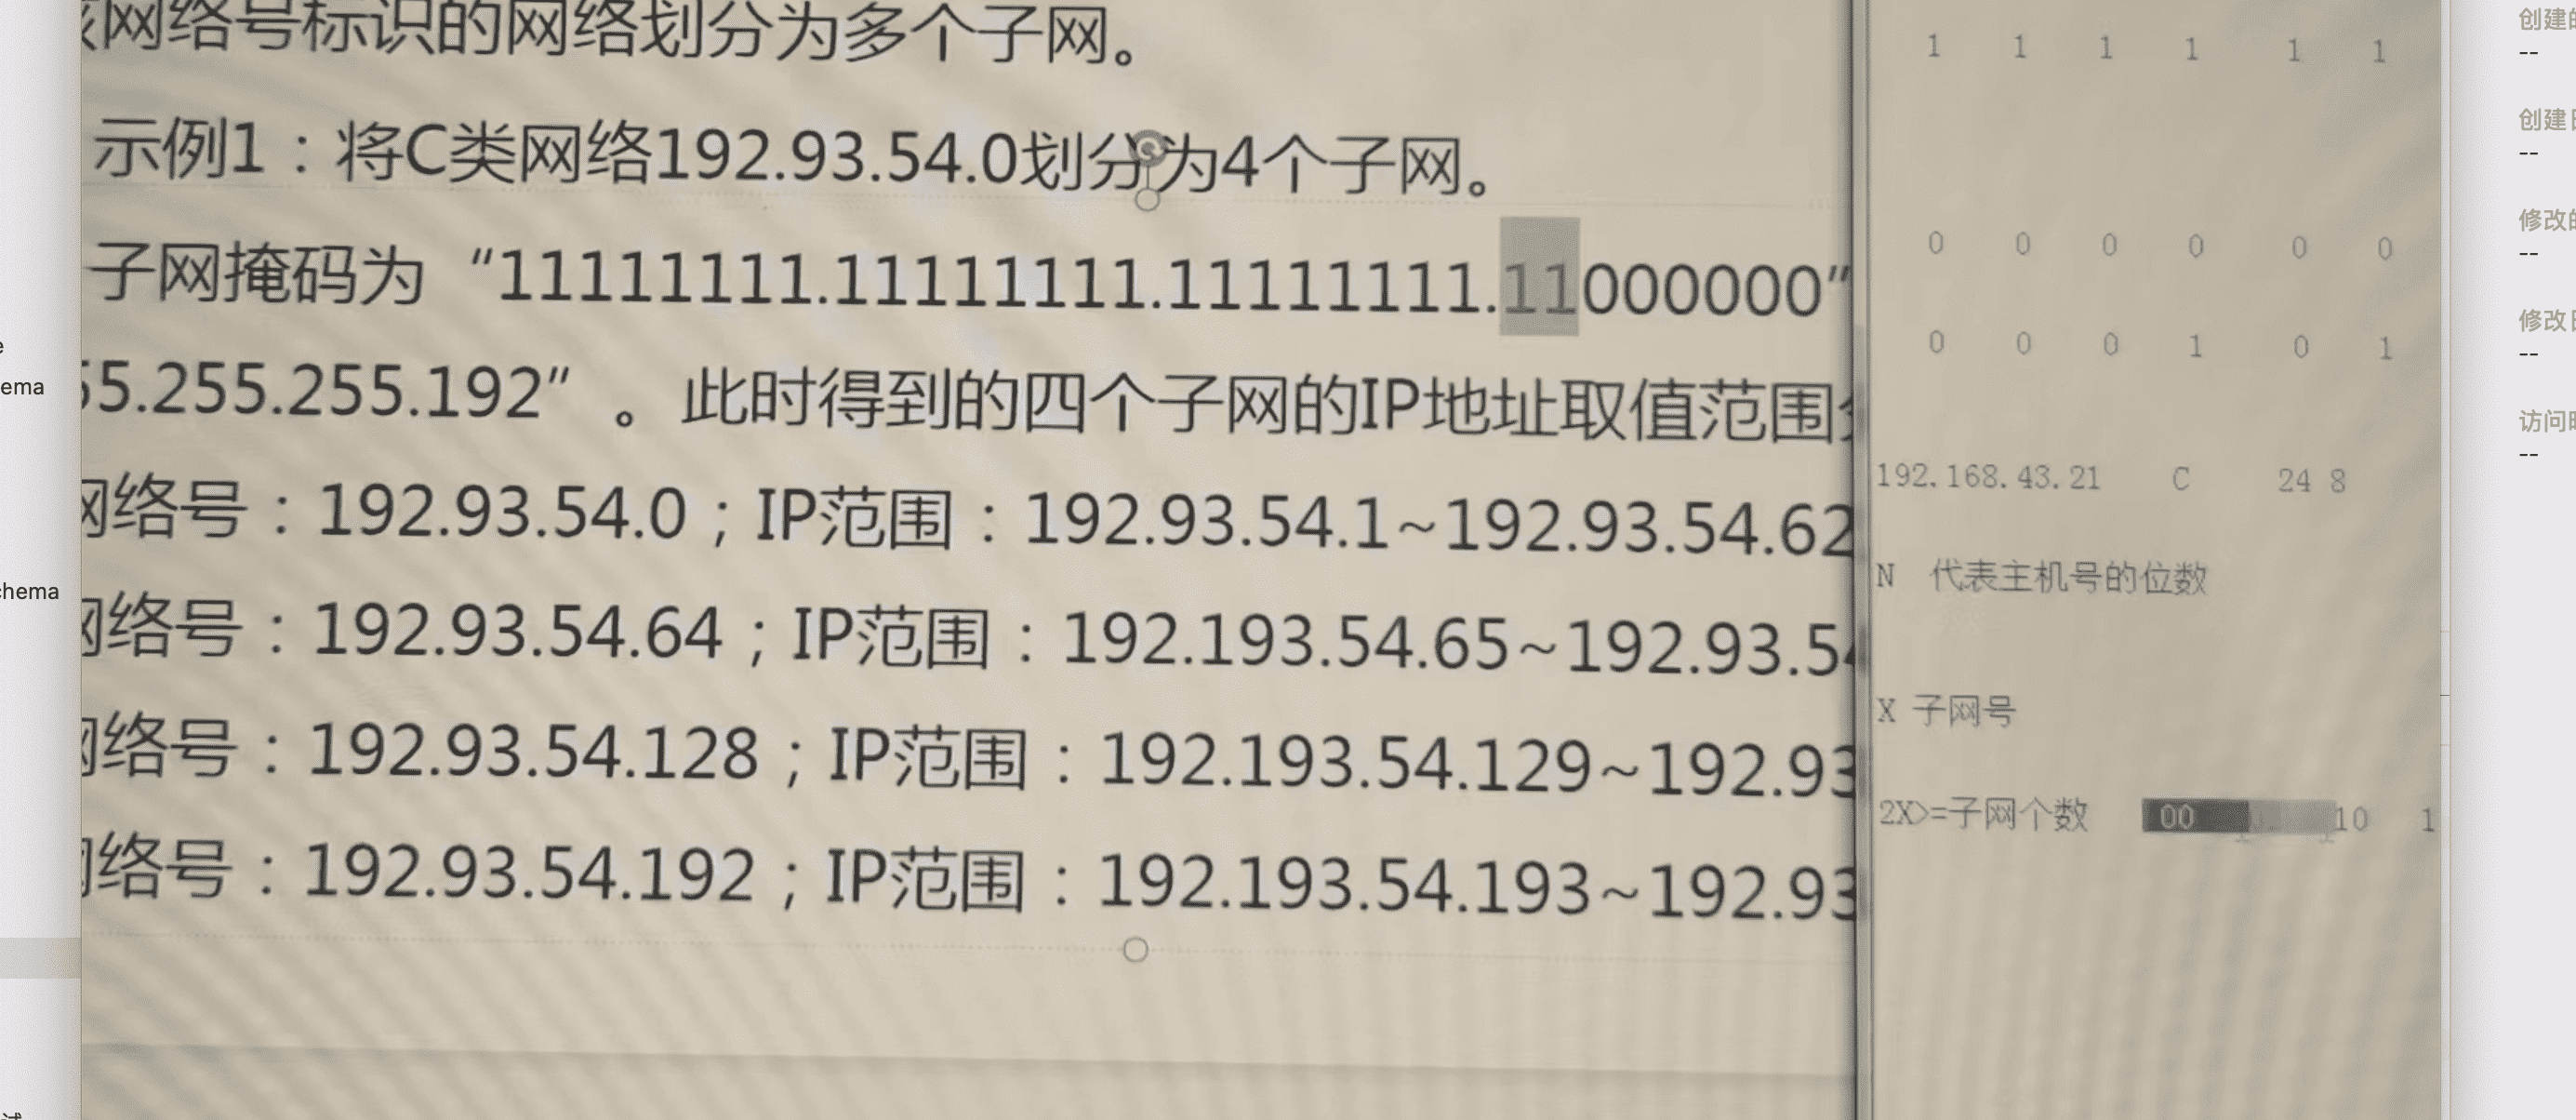 网络号标识的网络划分为多个子网。
示例1：将C类网络192.93.54.0划分为4个子网。
子网掩码为“11111111.11111111.11111111.11000000”
55.255.255.192”。此时得到的四个子网的IP地址取值范围
网络号：192.93.54.0；IP范围：192.93.54.1~192.93.54.62
网络号：192.93.54.64；IP范围：192.193.54.65~192.93.54
网络号：192.93.54.128；IP范围：192.193.54.129~192.93
网络号：192.93.54.192；IP范围：192.193.54.193~192.93
1 1 1 1 1 1
0 0 0 0 0 0
0 0 0 1 0 1
192.168.43.21 C 24 8
N 代表主机号的位数
X 子网号
2X>=子网个数 00 10 1
ema
hema
创建
--
创建
--
修改
--
修改
--
访问
--